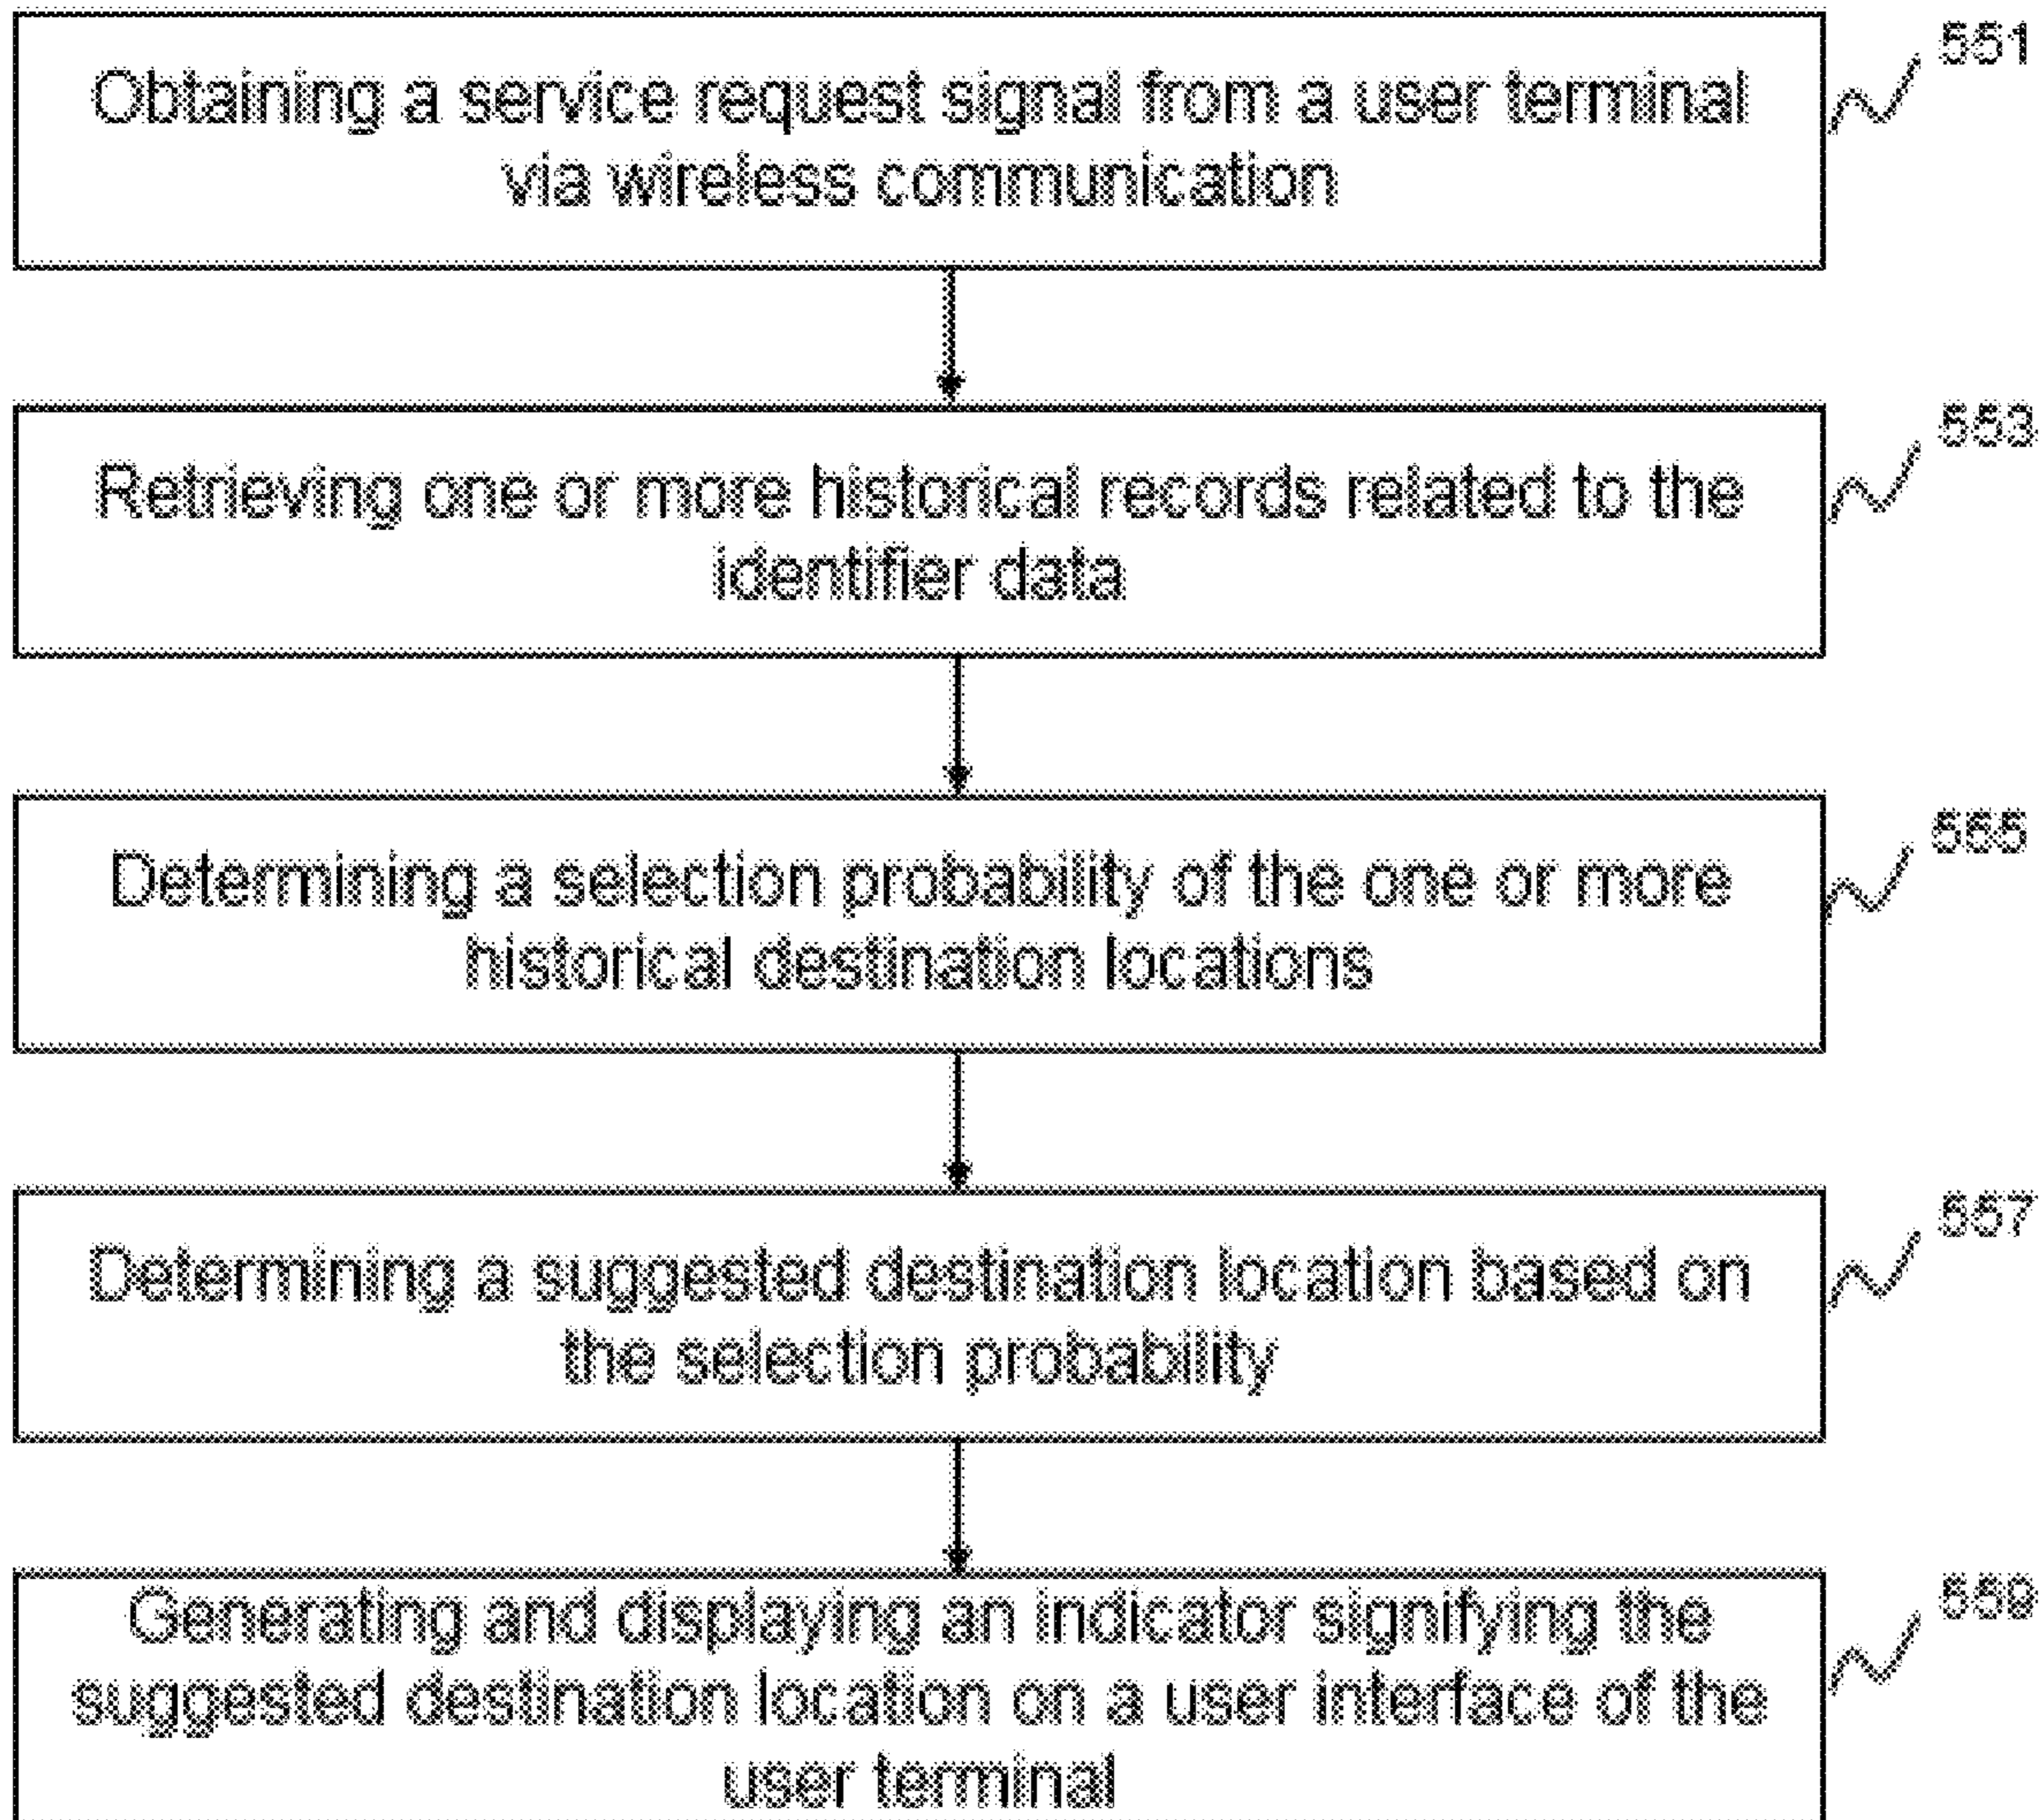 Obtaining a service request signal from a user terminal
via wireless communication
551
Retrieving one or more historical records related to the
identifier data
553
Determining a selection probability of the one or more
historical destination locations
555
Determining a suggested destination location based on
the selection probability
557
Generating and displaying an indicator signifying the
suggested destination location on a user interface of the
user terminal
559